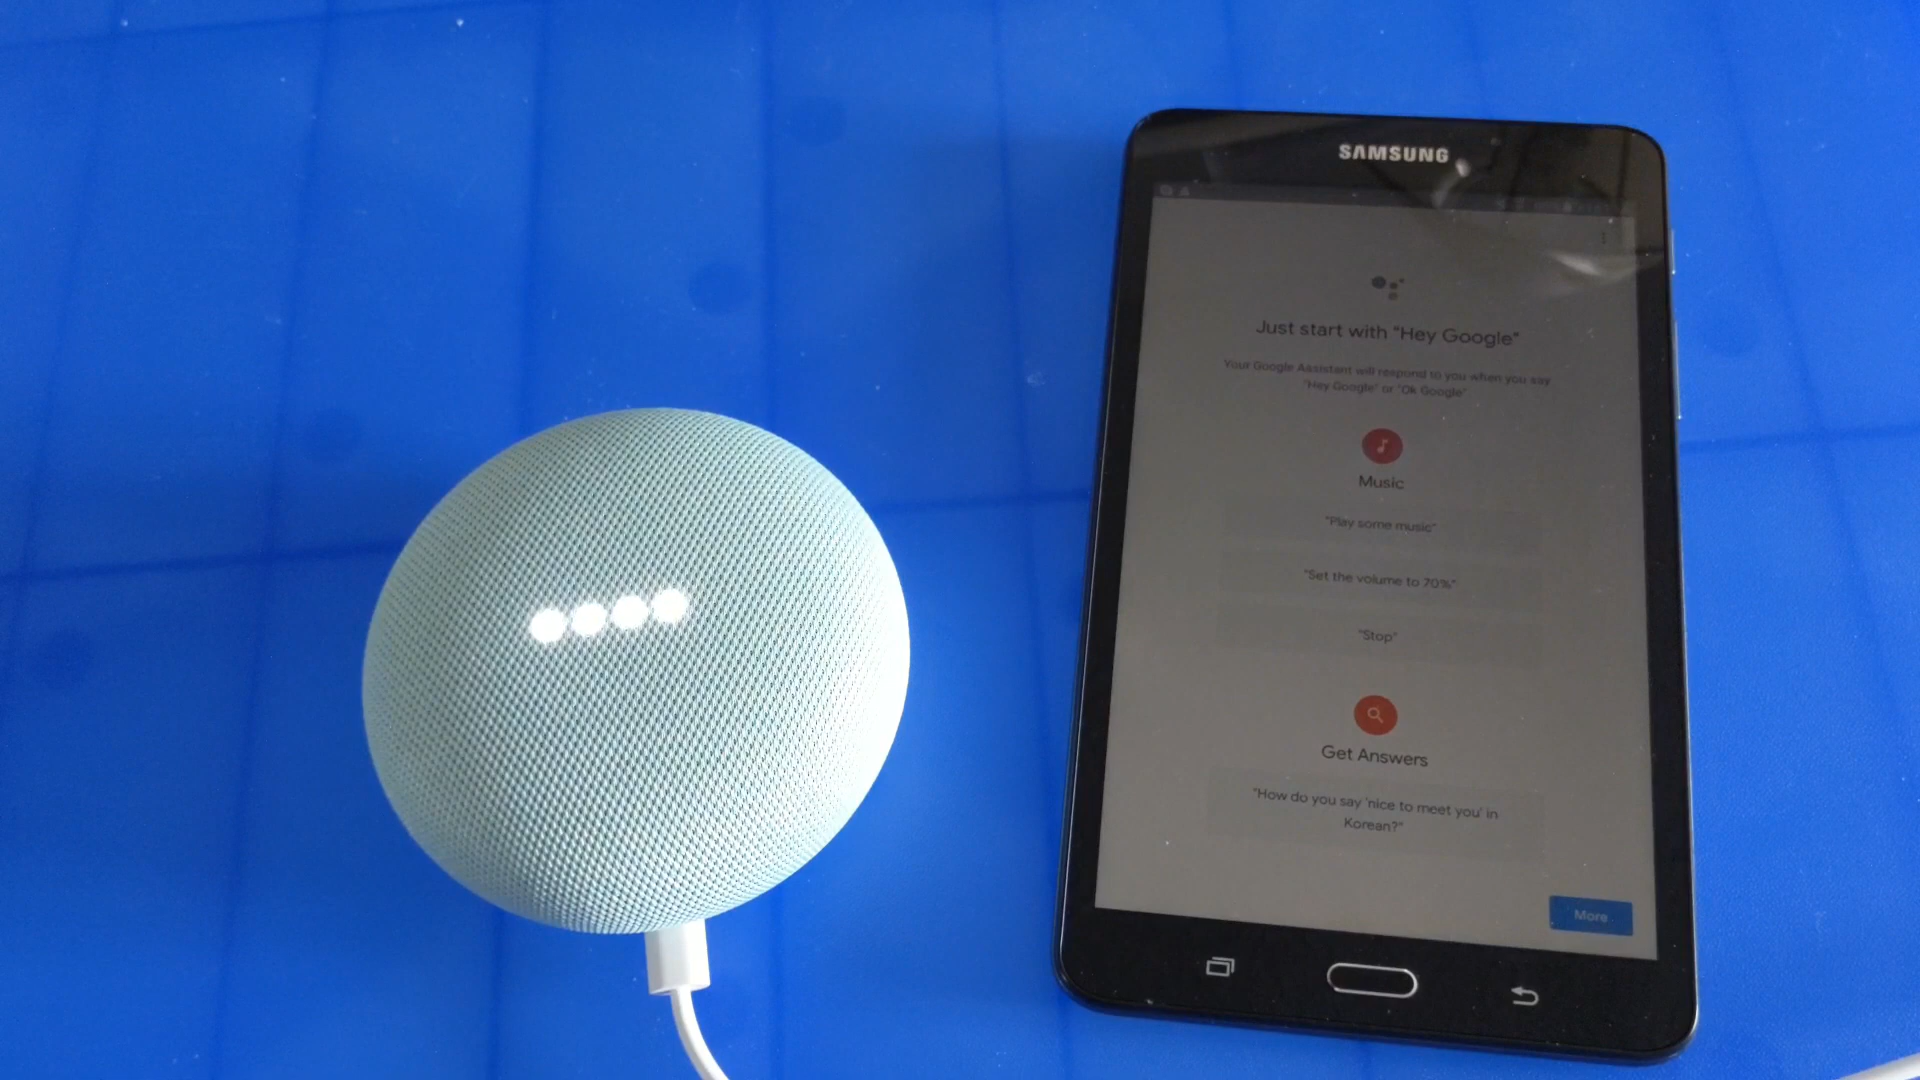 SAMSUNG
Just start with "Hey Google"
Your Google Assistant will respond to you when you say
"Hey Google" or "Ok Google"
Music
"Play some music"
"Set the volume to 70%"
"Stop"
Get Answers
"How do you say 'nice to meet you' in
Korean?"
More